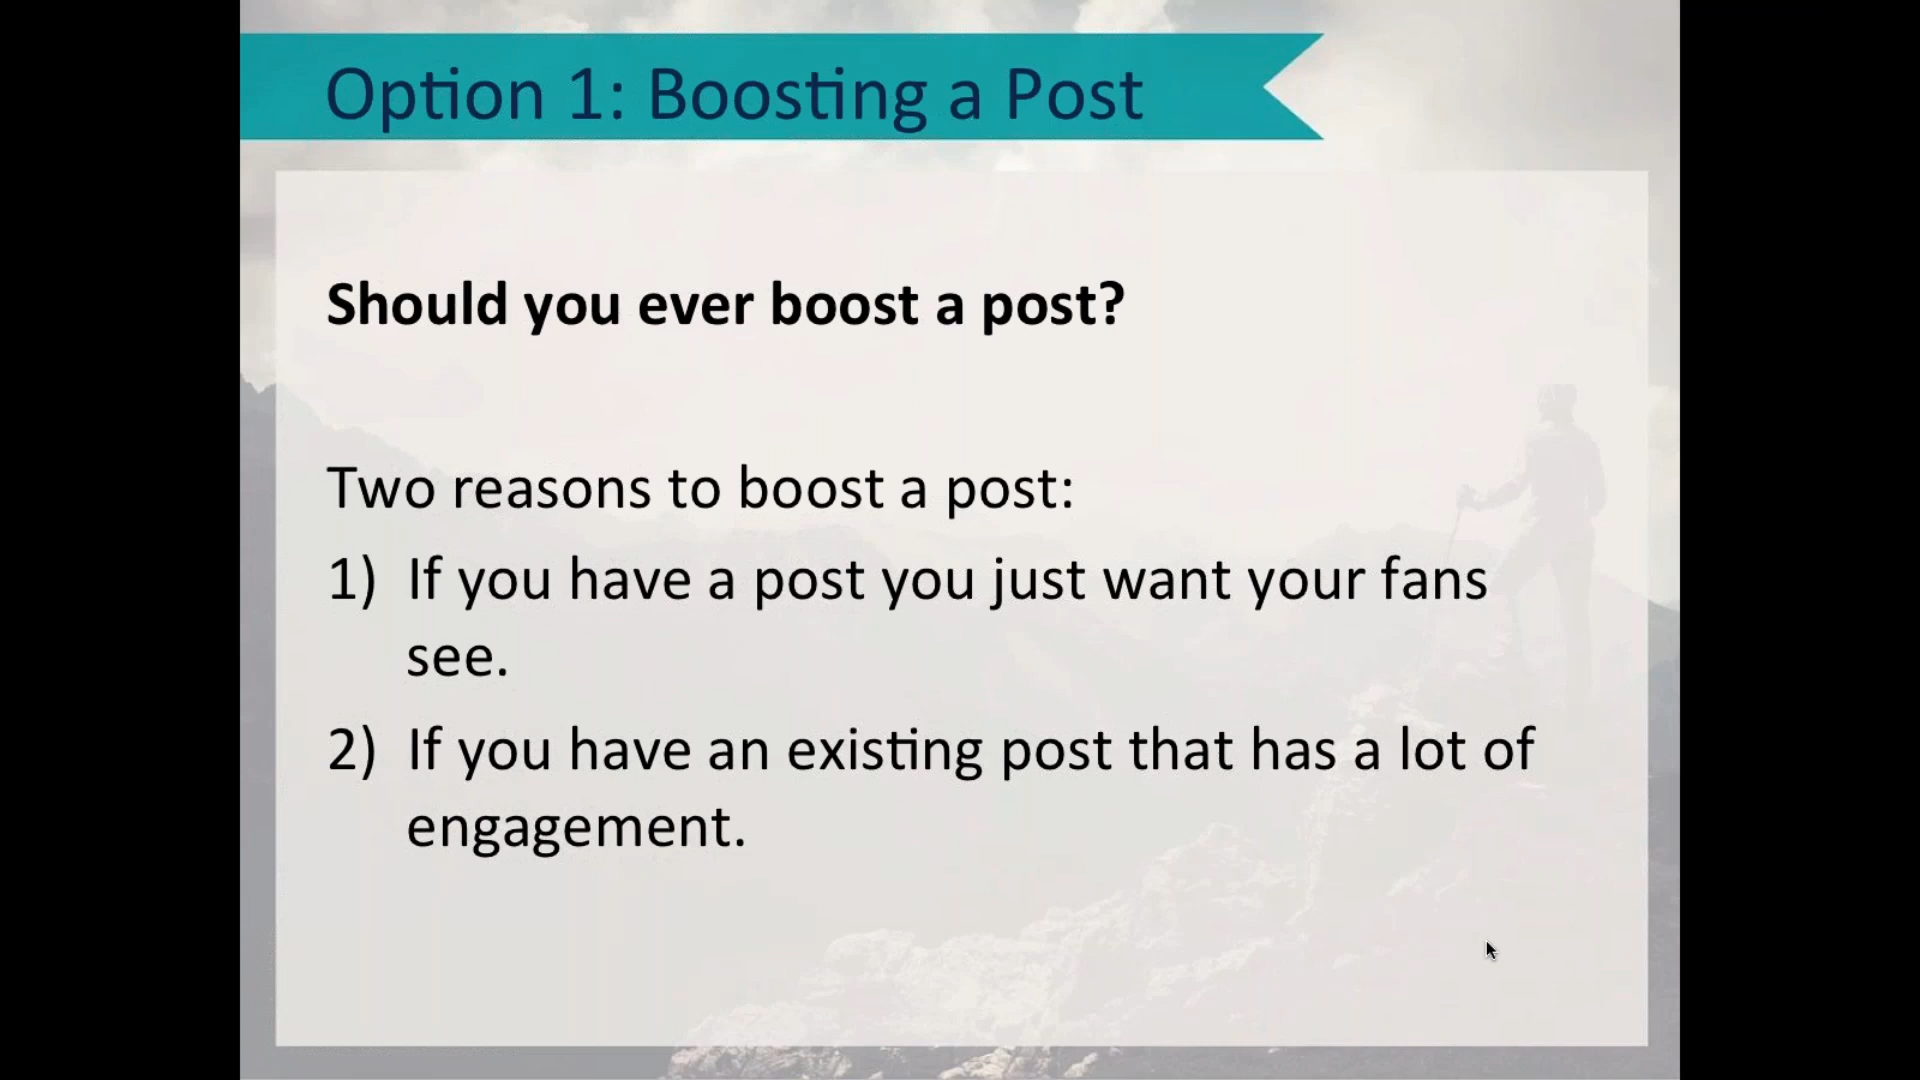 Option 1: Boosting a Post
Should you ever boost a post?
Two reasons to boost a post:
1) If you have a post you just want your fans
see.
2) If you have an existing post that has a lot of
engagement.